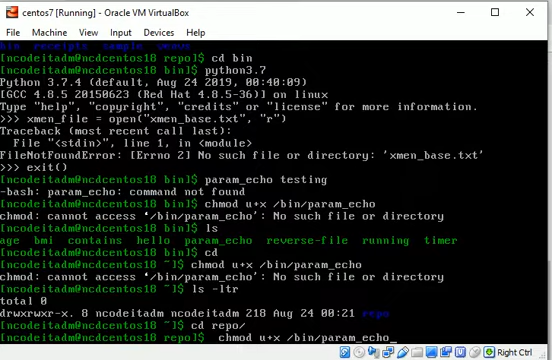 centos7 [Running] - Oracle VM VirtualBox
File Machine View Input Devices Help
bin receipts sample venvs
[ncodeitadm@ncdcentos18 repo]$ cd bin
[ncodeitadm@ncdcentos18 bin]$ python3.7
Python 3.7.4 (default, Aug 24 2019, 00:40:09)
[GCC 4.8.5 20150623 (Red Hat 4.8.5-36)] on linux
Type "help", "copyright", "credits" or "license" for more information.
>>> xmen_file = open("xmen_base.txt", "r")
Traceback (most recent call last):
File "<stdin>", line 1, in <module>
FileNotFoundError: [Errno 2] No such file or directory: 'xmen_base.txt'
>>> exit()
[ncodeitadm@ncdcentos18 bin]$ param_echo testing
-bash: param_echo: command not found
[ncodeitadm@ncdcentos18 bin]$ chmod u+x /bin/param_echo
chmod: cannot access ‘/bin/param_echo’: No such file or directory
[ncodeitadm@ncdcentos18 bin]$ ls
age bmi contains hello param_echo reverse-file running timer
[ncodeitadm@ncdcentos18 bin]$ cd
[ncodeitadm@ncdcentos18 ~]$ chmod u+x /bin/param_echo
chmod: cannot access ‘/bin/param_echo’: No such file or directory
[ncodeitadm@ncdcentos18 ~]$ ls -ltr
total 0
drwxrwxr-x. 8 ncodeitadm ncodeitadm 218 Aug 24 00:21 repo
[ncodeitadm@ncdcentos18 ~]$ cd repo/
[ncodeitadm@ncdcentos18 repo]$  chmod u+x /bin/param_echo_
Right Ctrl